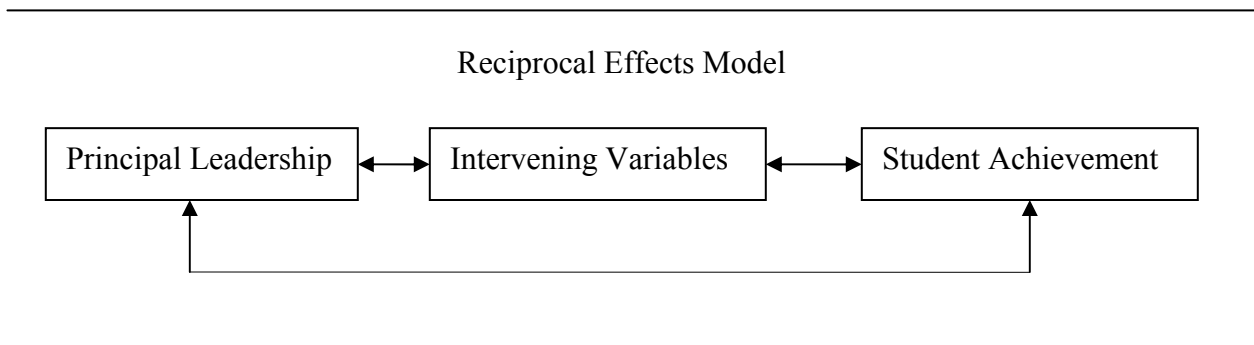 Reciprocal Effects Model
Principal Leadership
Intervening Variables
Student Achievement